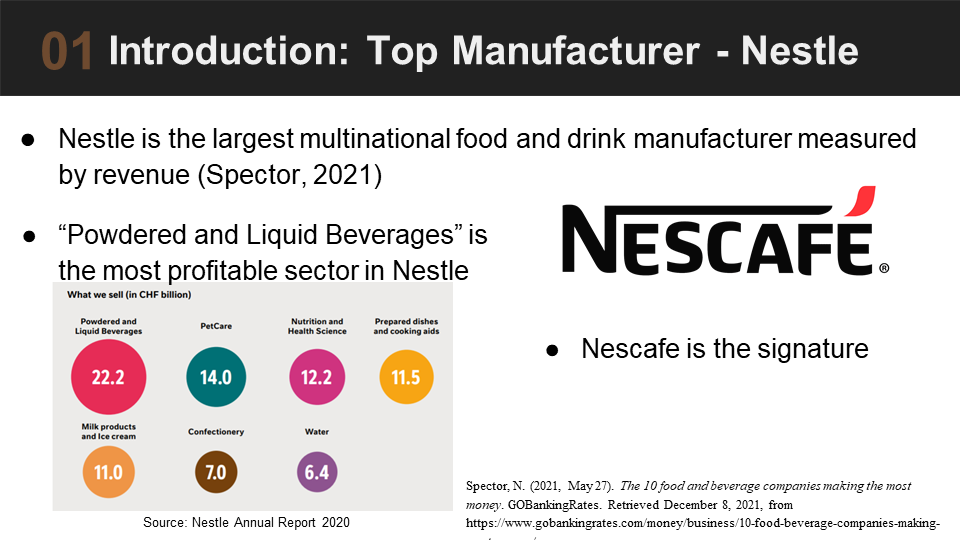 01 Introduction: Top Manufacturer - Nestle
● Nestle is the largest multinational food and drink manufacturer measured
by revenue (Spector, 2021)
● “Powdered and Liquid Beverages” is
the most profitable sector in Nestle
NESCAFÉ®
What we sell (in CHF billion)
Powdered and
Liquid Beverages
22.2
PetCare
14.0
Nutrition and
Health Science
12.2
Prepared dishes
and cooking aids
11.5
Milk products
and Ice cream
11.0
Confectionery
7.0
Water
6.4
Source: Nestle Annual Report 2020
● Nescafe is the signature
Spector, N. (2021, May 27). The 10 food and beverage companies making the most
money. GOBankingRates. Retrieved December 8, 2021, from
https://www.gobankingrates.com/money/business/10-food-beverage-companies-making-